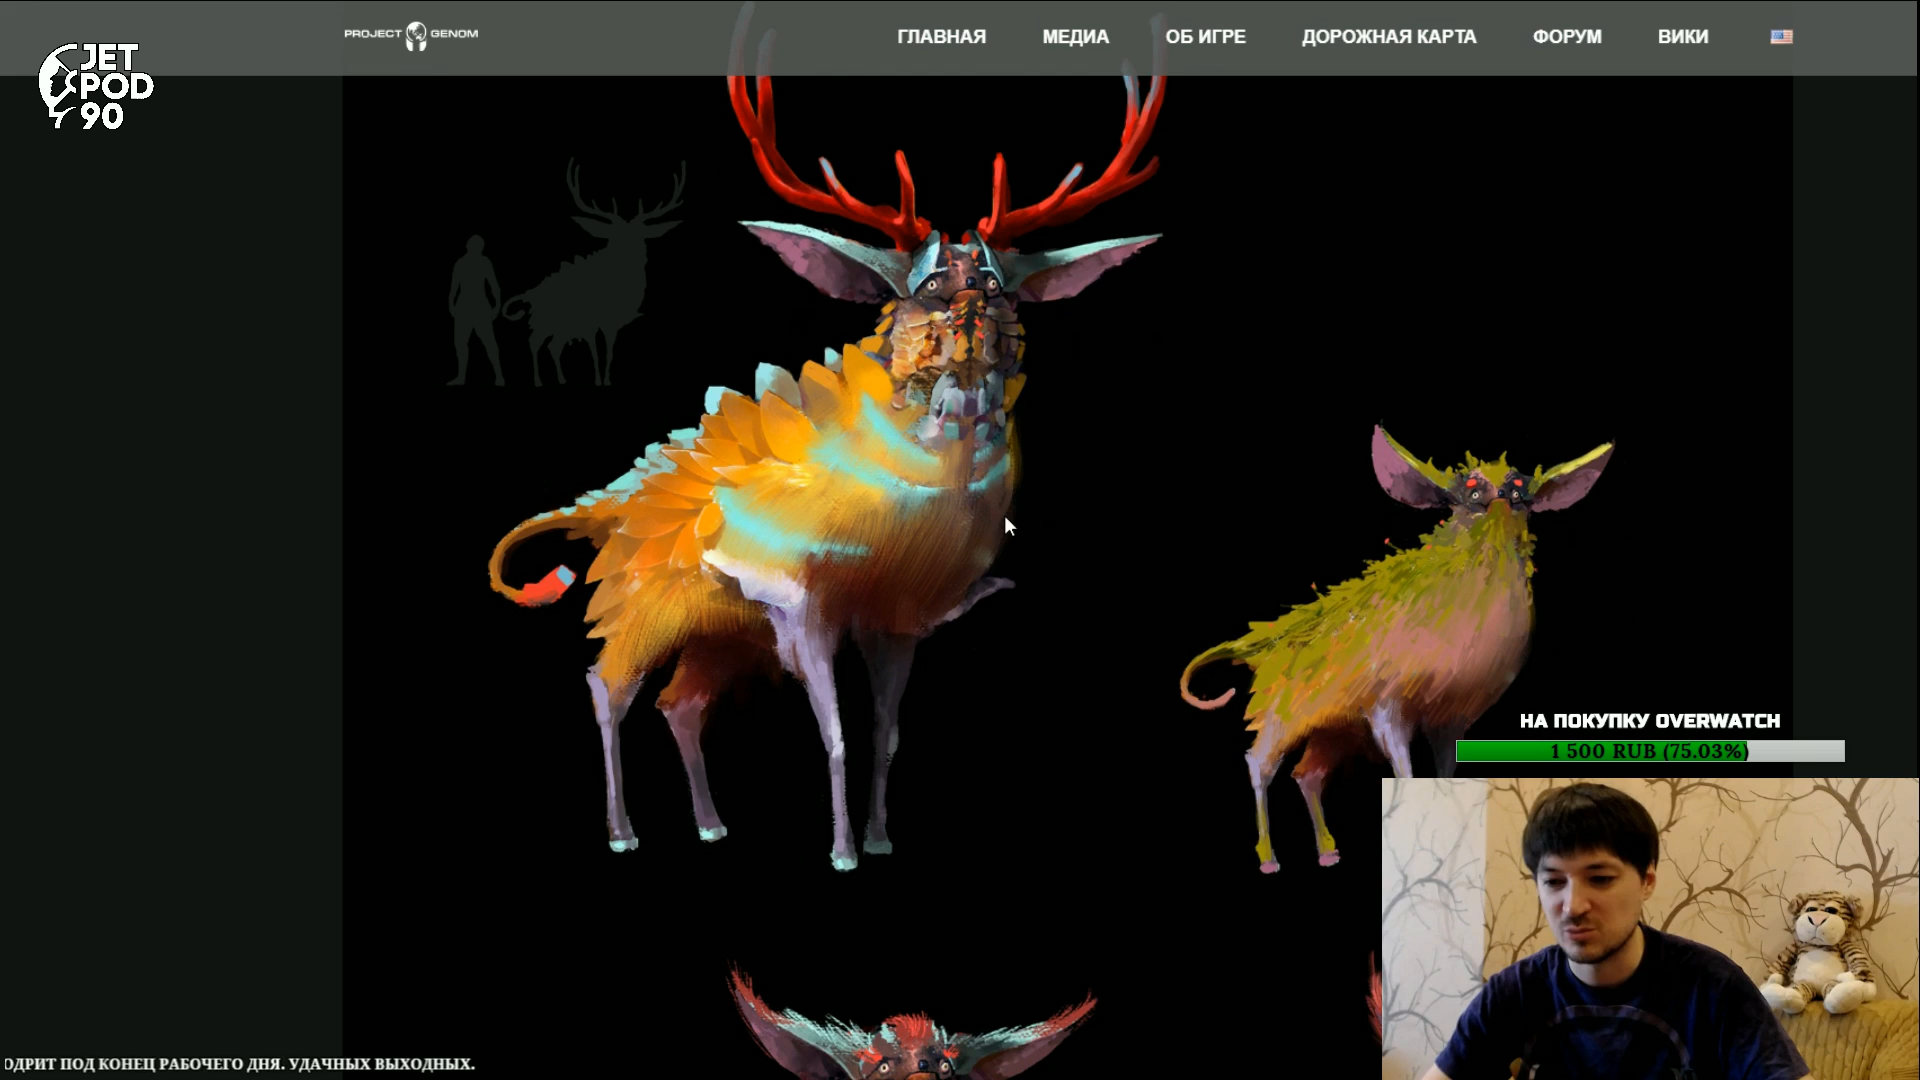 PROJECT GENOM
ГЛАВНАЯ МЕДИА ОБ ИГРЕ ДОРОЖНАЯ КАРТА ФОРУМ ВИКИ
JET
POD
90
НА ПОКУПКУ OVERWATCH
1 500 RUB (75.03%)
ОДРИТ ПОД КОНЕЦ РАБОЧЕГО ДНЯ. УДАЧНЫХ ВЫХОДНЫХ.